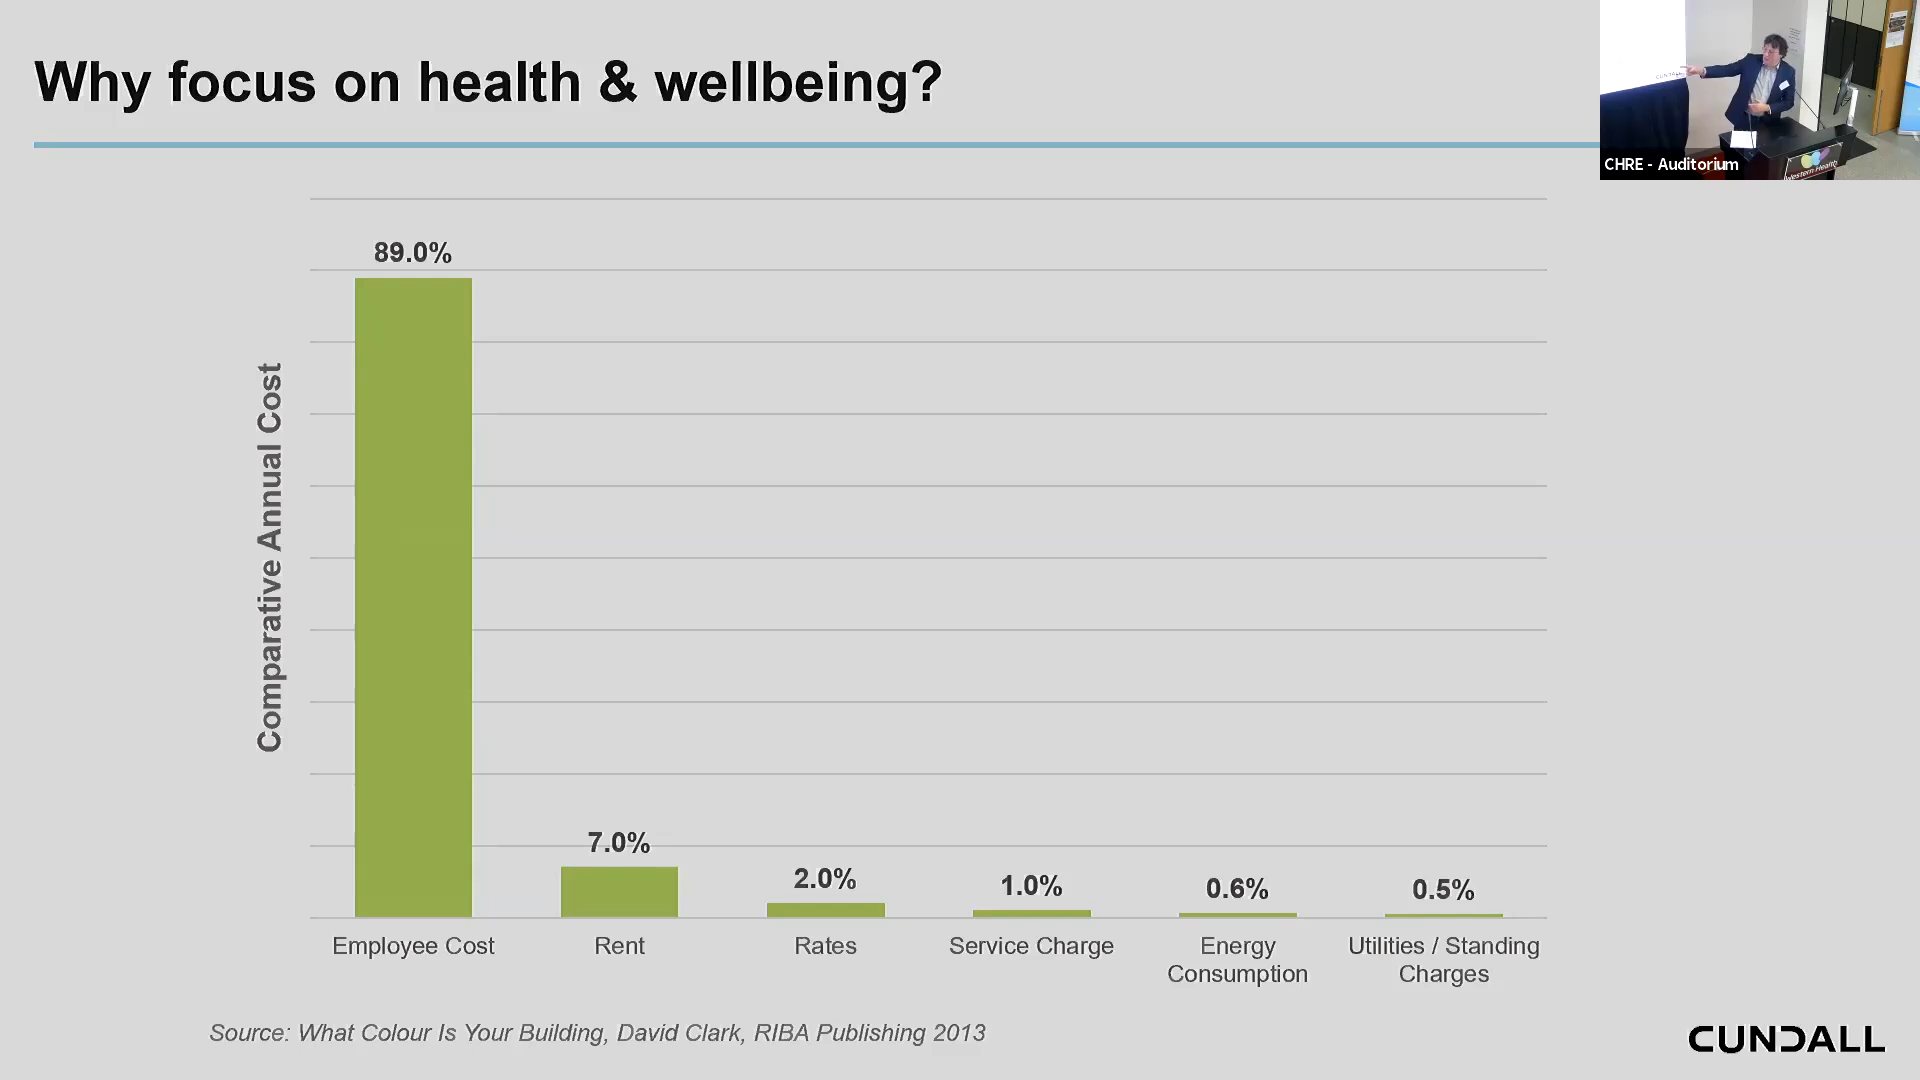 Why focus on health & wellbeing?
CHRE - Auditorium
Western Health
Comparative Annual Cost
89.0%
7.0%
2.0%
1.0%
0.6%
0.5%
Employee Cost
Rent
Rates
Service Charge
Energy
Consumption
Utilities / Standing
Charges
Source: What Colour Is Your Building, David Clark, RIBA Publishing 2013
CUNDALL